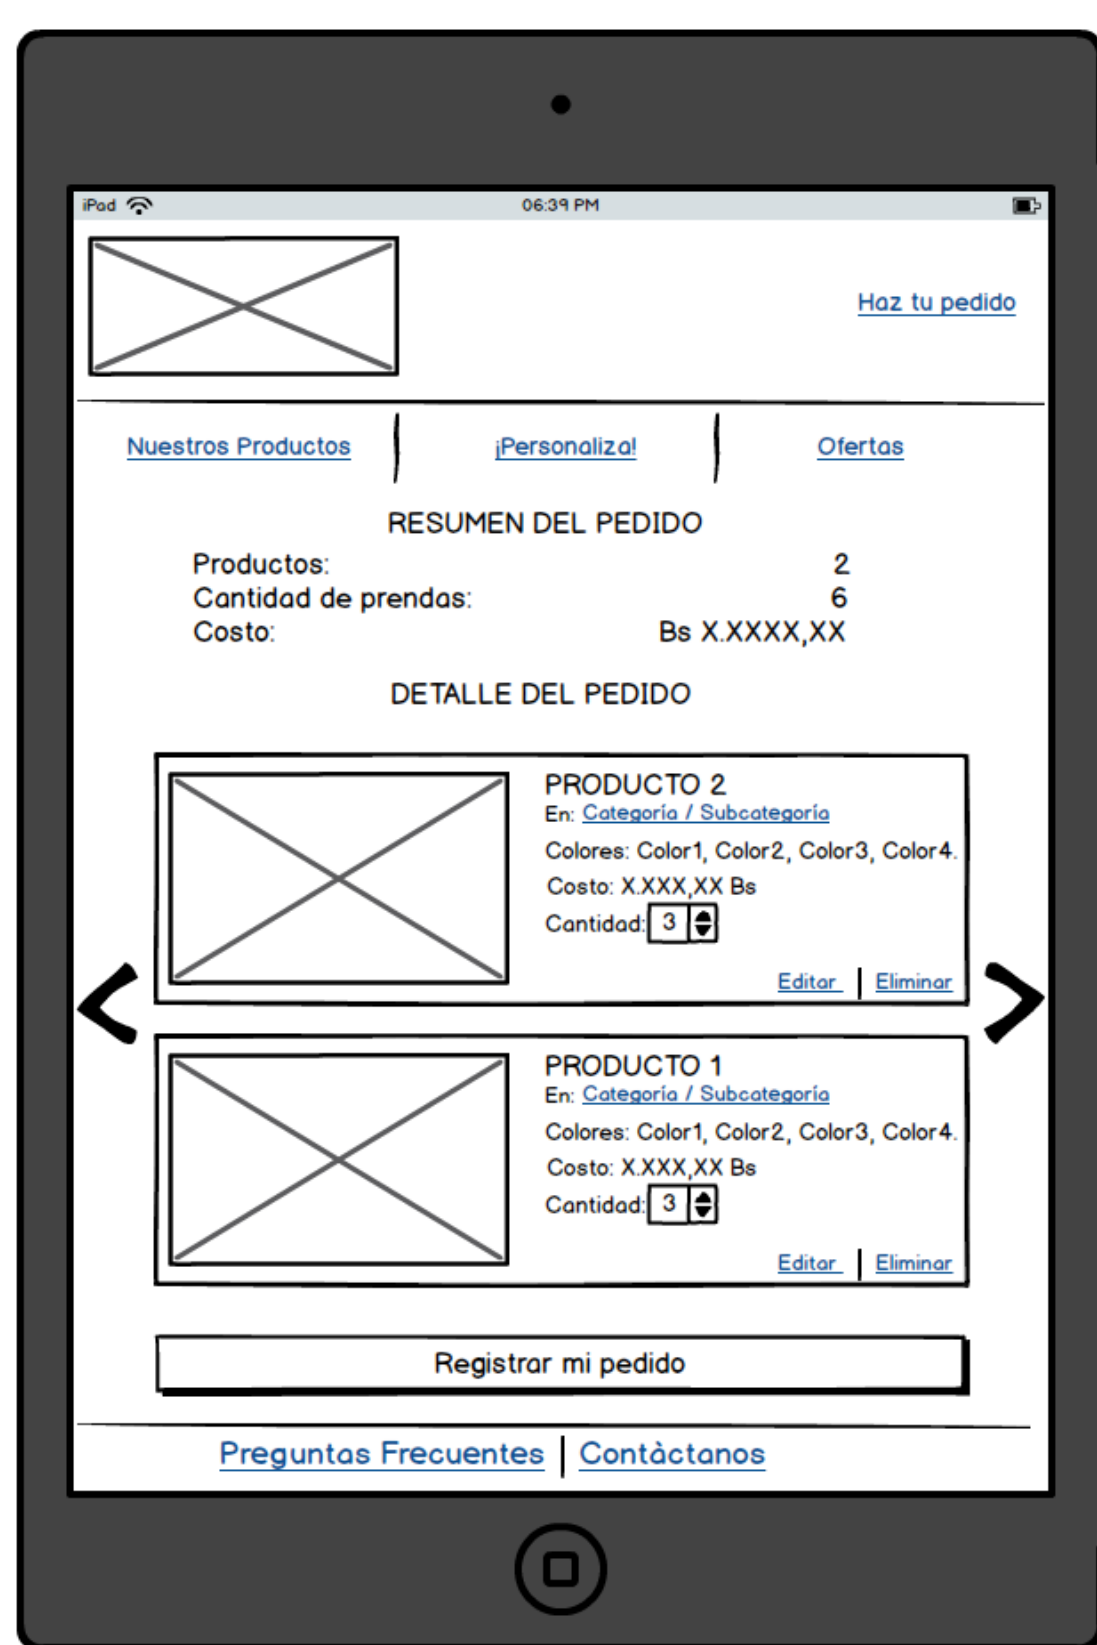 iPad 06:39 PM
Haz tu pedido
Nuestros Productos ¡Personaliza! Ofertas
RESUMEN DEL PEDIDO
Productos: 2
Cantidad de prendas: 6
Costo: Bs X.XXXX,XX
DETALLE DEL PEDIDO
PRODUCTO 2
En: Categoría / Subcategoría
Colores: Color1, Color2, Color3, Color4.
Costo: X.XXX,XX Bs
Cantidad: 3
Editar Eliminar
PRODUCTO 1
En: Categoría / Subcategoría
Colores: Color1, Color2, Color3, Color4.
Costo: X.XXX,XX Bs
Cantidad: 3
Editar Eliminar
Registrar mi pedido
Preguntas Frecuentes Contàctanos